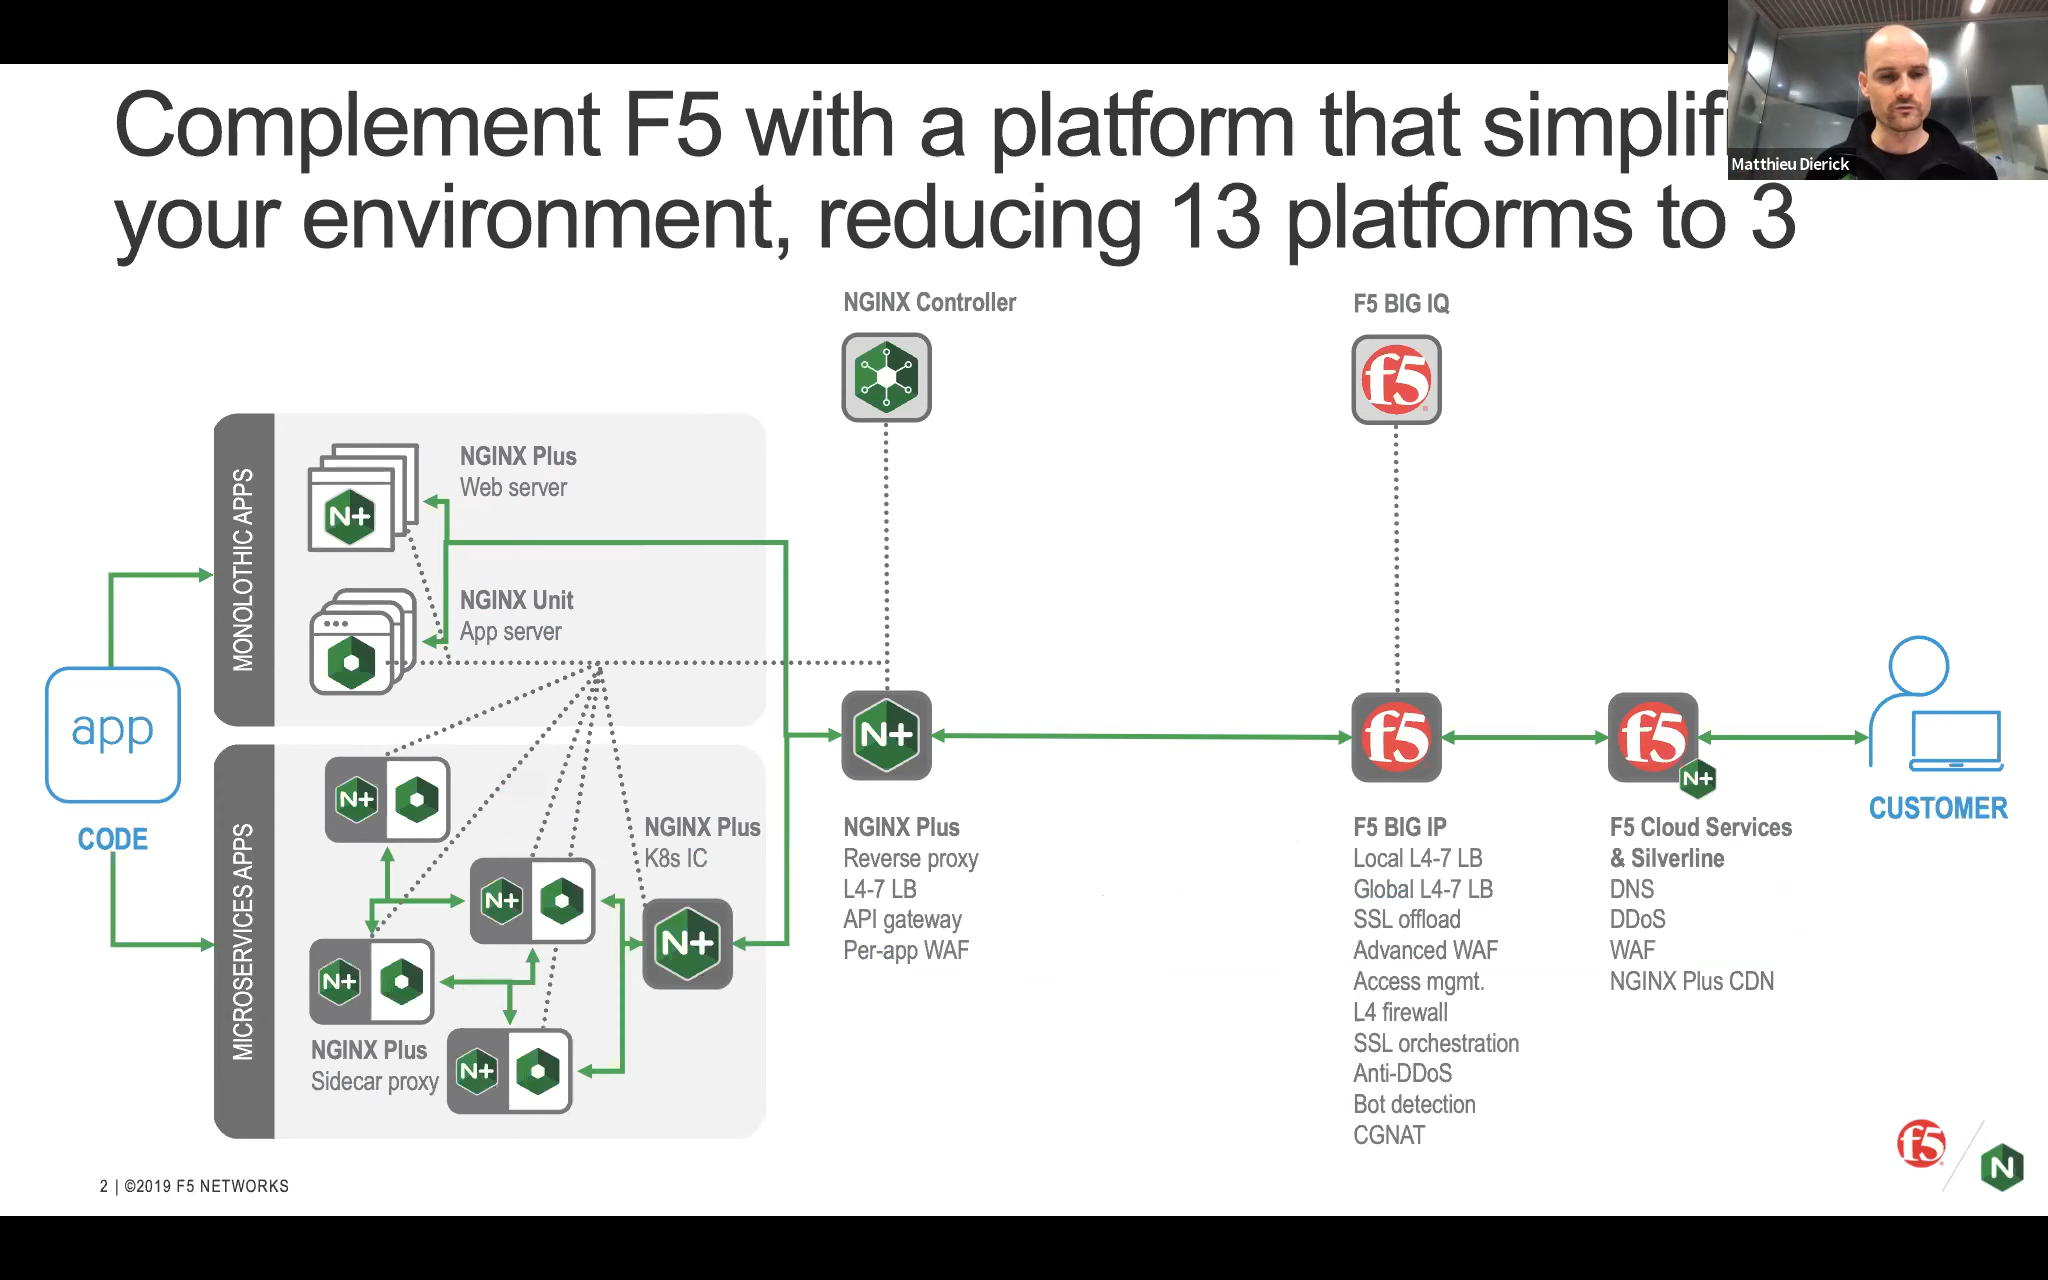 Complement F5 with a platform that simplif
your environment, reducing 13 platforms to 3
Matthieu Dierick
NGINX Controller
F5 BIG IQ
f5
MONOLOTHIC APPS
NGINX Plus
Web server
N+
NGINX Unit
App server
app
CODE
MICROSERVICES APPS
N+
N+
N+
NGINX Plus
Sidecar proxy
N+
NGINX Plus
K8s IC
N+
N+
NGINX Plus
Reverse proxy
L4-7 LB
API gateway
Per-app WAF
f5
F5 BIG IP
Local L4-7 LB
Global L4-7 LB
SSL offload
Advanced WAF
Access mgmt.
L4 firewall
SSL orchestration
Anti-DDoS
Bot detection
CGNAT
f5
N+
F5 Cloud Services
& Silverline
DNS
DDoS
WAF
NGINX Plus CDN
CUSTOMER
2 | ©2019 F5 NETWORKS
f5
N